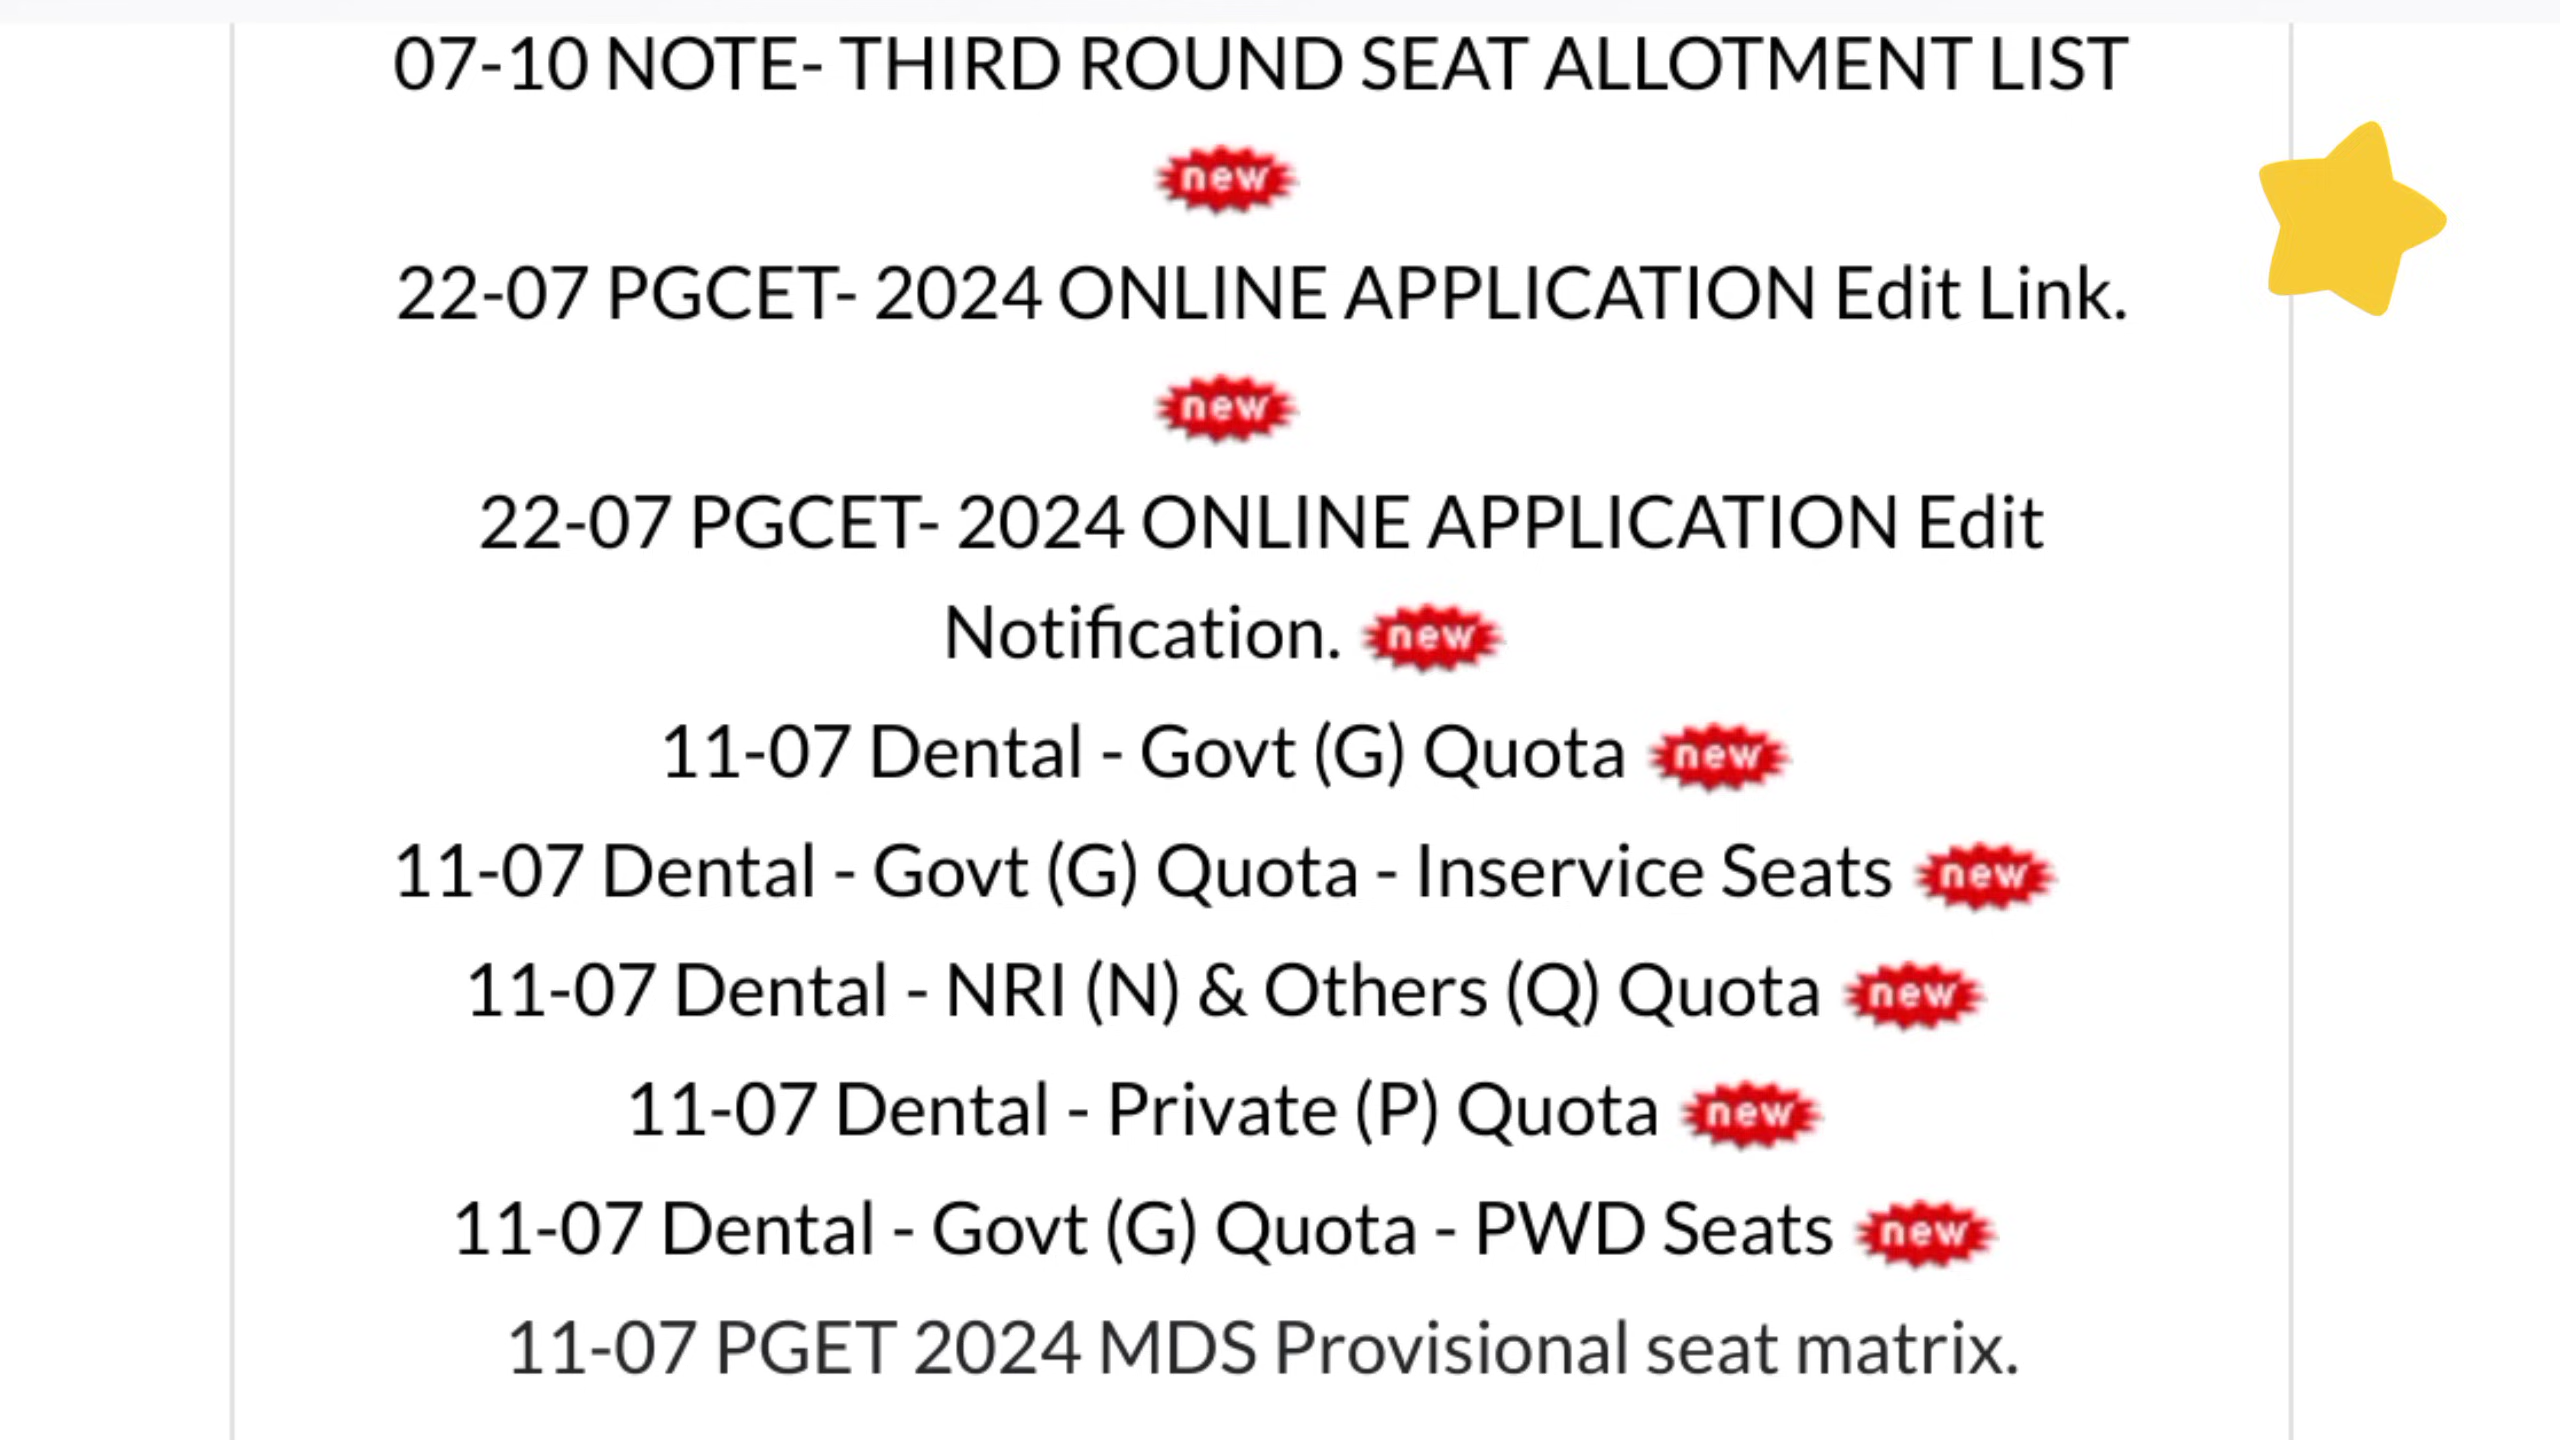 07-10 NOTE- THIRD ROUND SEAT ALLOTMENT LIST
new
22-07 PGCET- 2024 ONLINE APPLICATION Edit Link.
new
22-07 PGCET- 2024 ONLINE APPLICATION Edit
Notification. new
11-07 Dental - Govt (G) Quota new
11-07 Dental - Govt (G) Quota - Inservice Seats new
11-07 Dental - NRI (N) & Others (Q) Quota new
11-07 Dental - Private (P) Quota new
11-07 Dental - Govt (G) Quota - PWD Seats new
11-07 PGET 2024 MDS Provisional seat matrix.